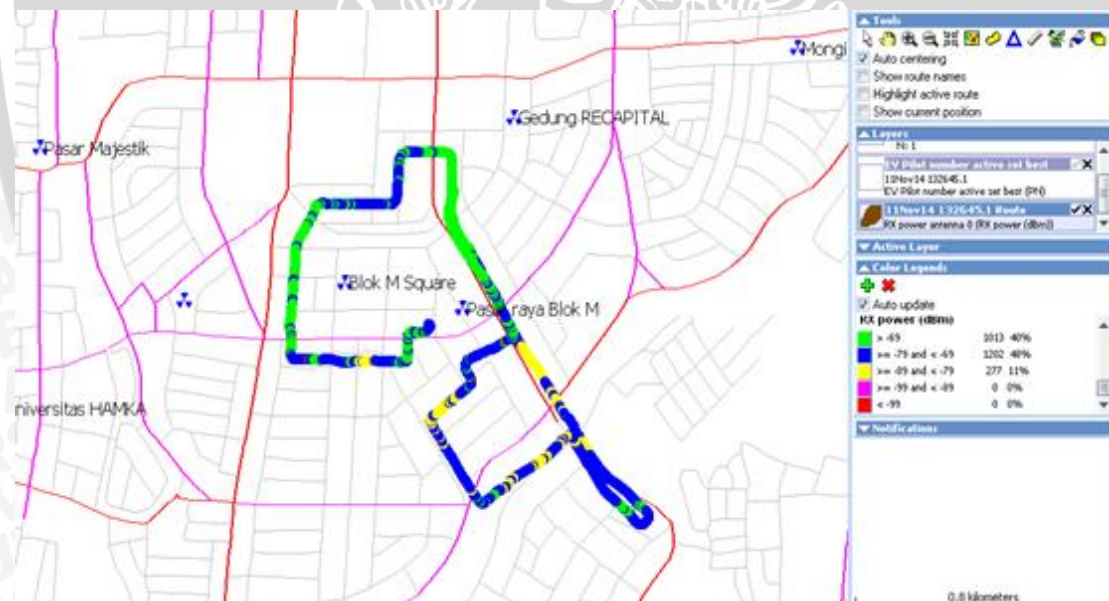 Mongi
Gedung RECAPITAL
Pasar Majestik
Blok M Square
Pasar raya Blok M
niversitas HAMKA
Tools
Auto centering
Show route names
Highlight active route
Show current position
Layers
N: 1
EV Pilot number active set best
11Nov14 132645.1
EV Pilot number active set best (PN)
11Nov14 132645.1 Route
RX power antenna 0 (RX power (dBm))
Active Layer
Color Legends
Auto update
RX power (dBm)
> -69 1013 40%
>= -79 and < -69 1202 48%
>= -89 and < -79 277 11%
>= -99 and < -89 0 0%
< -99 0 0%
Notifications
0.8 kilometers